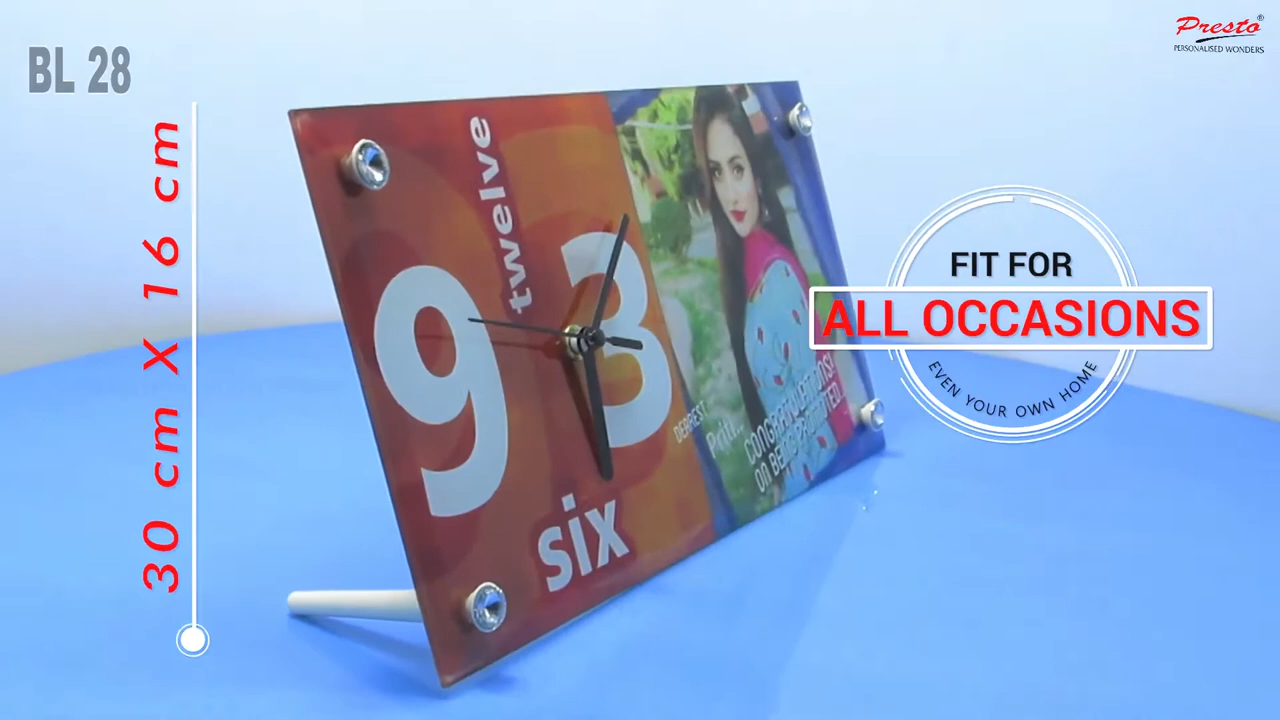 BL 28
Presto®
PERSONALISED WONDERS
30 cm X 16 cm
twelve
9
3
six
DEAREST
Priti...
CONGRATULATIONS!
ON BEING PROMOTED
FIT FOR
ALL OCCASIONS
EVEN YOUR OWN HOME